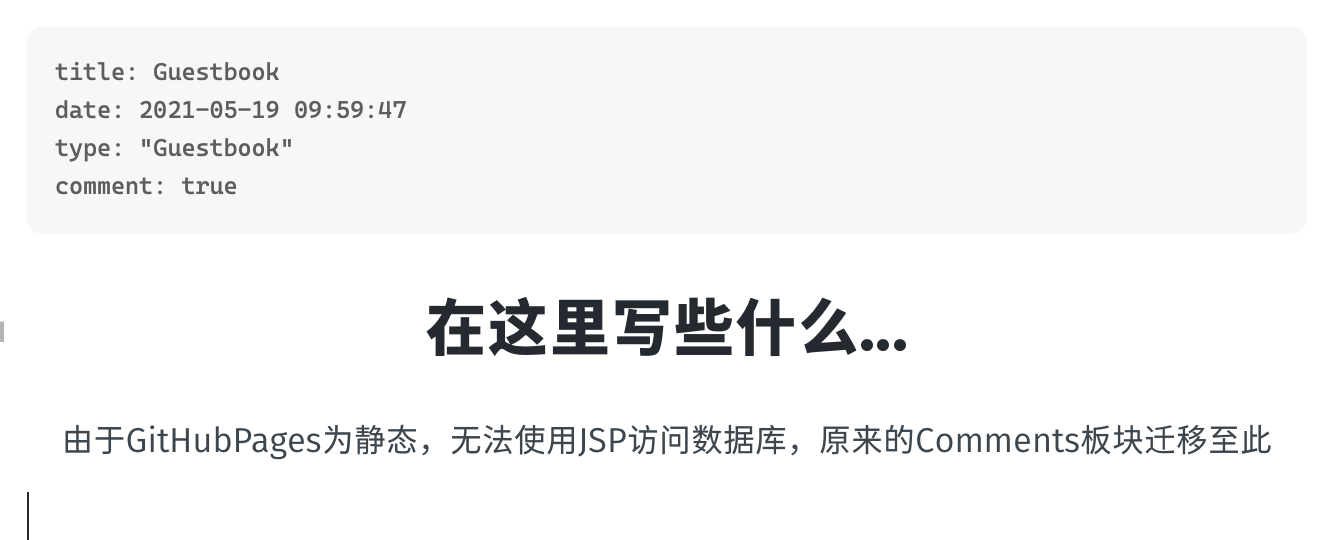 title: Guestbook
date: 2021-05-19 09:59:47
type: "Guestbook"
comment: true
在这里写些什么...
由于GitHubPages为静态，无法使用JSP访问数据库，原来的Comments板块迁移至此